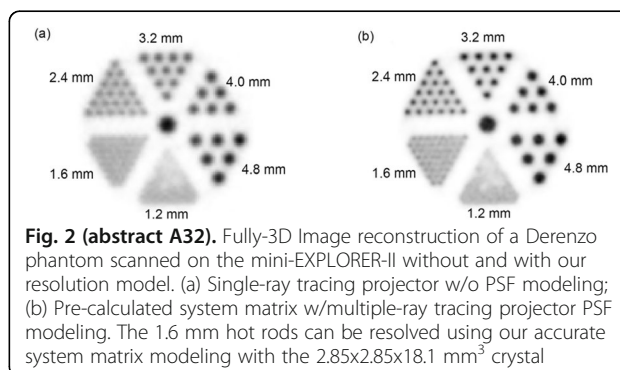 (a)
3.2 mm
2.4 mm
4.0 mm
1.6 mm
4.8 mm
1.2 mm
(b)
3.2 mm
2.4 mm
4.0 mm
1.6 mm
4.8 mm
1.2 mm
Fig. 2 (abstract A32). Fully-3D Image reconstruction of a Derenzo
phantom scanned on the mini-EXPLORER-II without and with our
resolution model. (a) Single-ray tracing projector w/o PSF modeling;
(b) Pre-calculated system matrix w/multiple-ray tracing projector PSF
modeling. The 1.6 mm hot rods can be resolved using our accurate
system matrix modeling with the 2.85x2.85x18.1 mm³ crystal